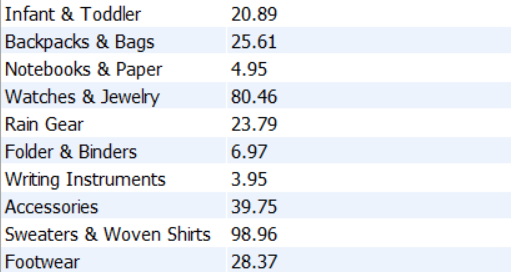 Infant & Toddler 20.89
Backpacks & Bags 25.61
Notebooks & Paper 4.95
Watches & Jewelry 80.46
Rain Gear 23.79
Folder & Binders 6.97
Writing Instruments 3.95
Accessories 39.75
Sweaters & Woven Shirts 98.96
Footwear 28.37